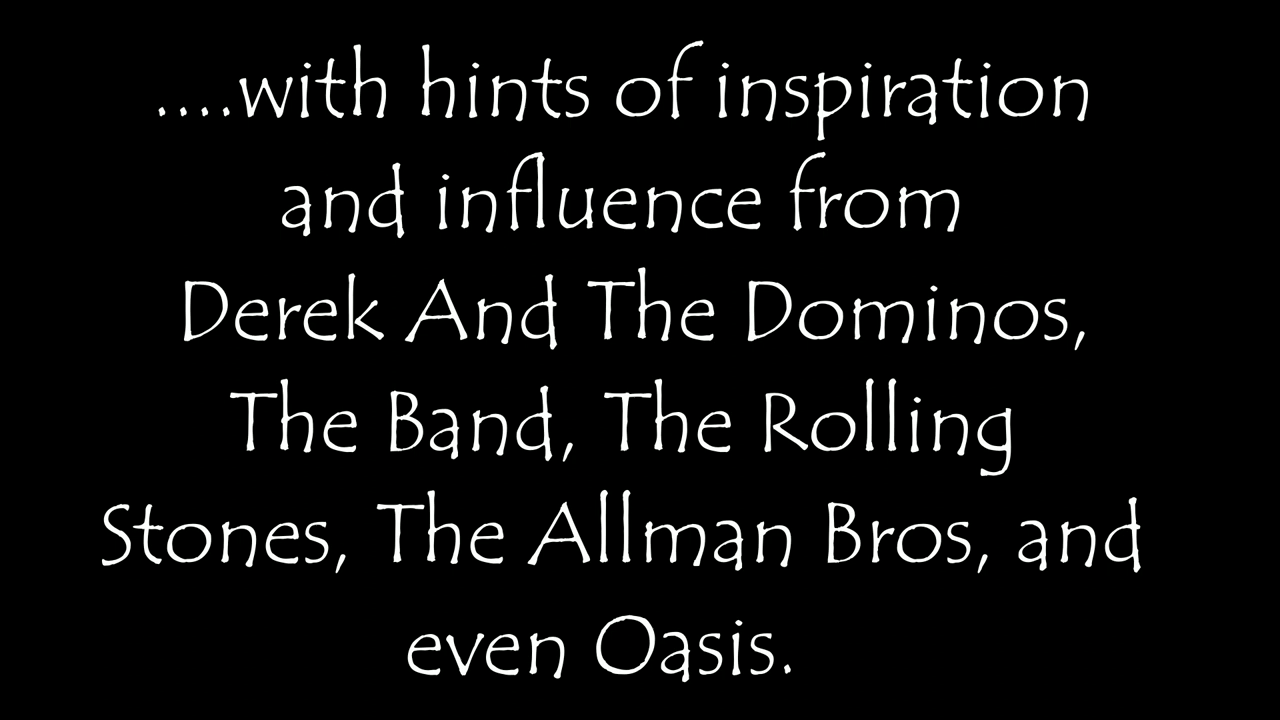 ....with hints of inspiration
and influence from
Derek And The Dominos,
The Band, The Rolling
Stones, The Allman Bros, and
even Oasis.